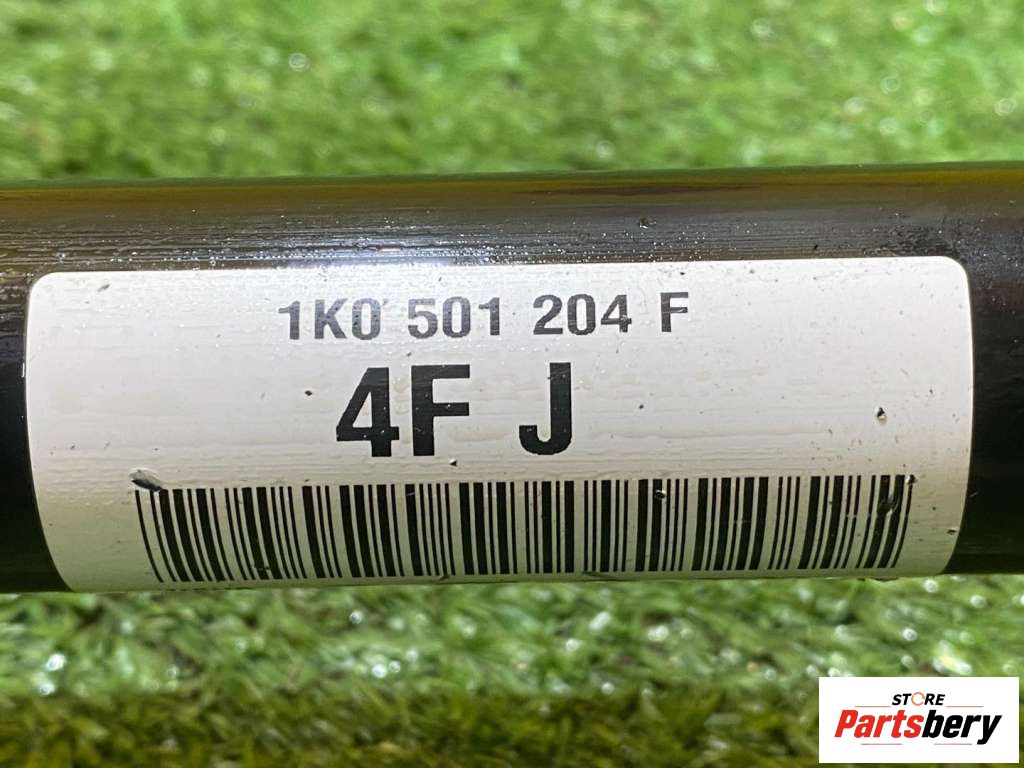 1K0 501 204 F
4F J
STORE
Partsbery